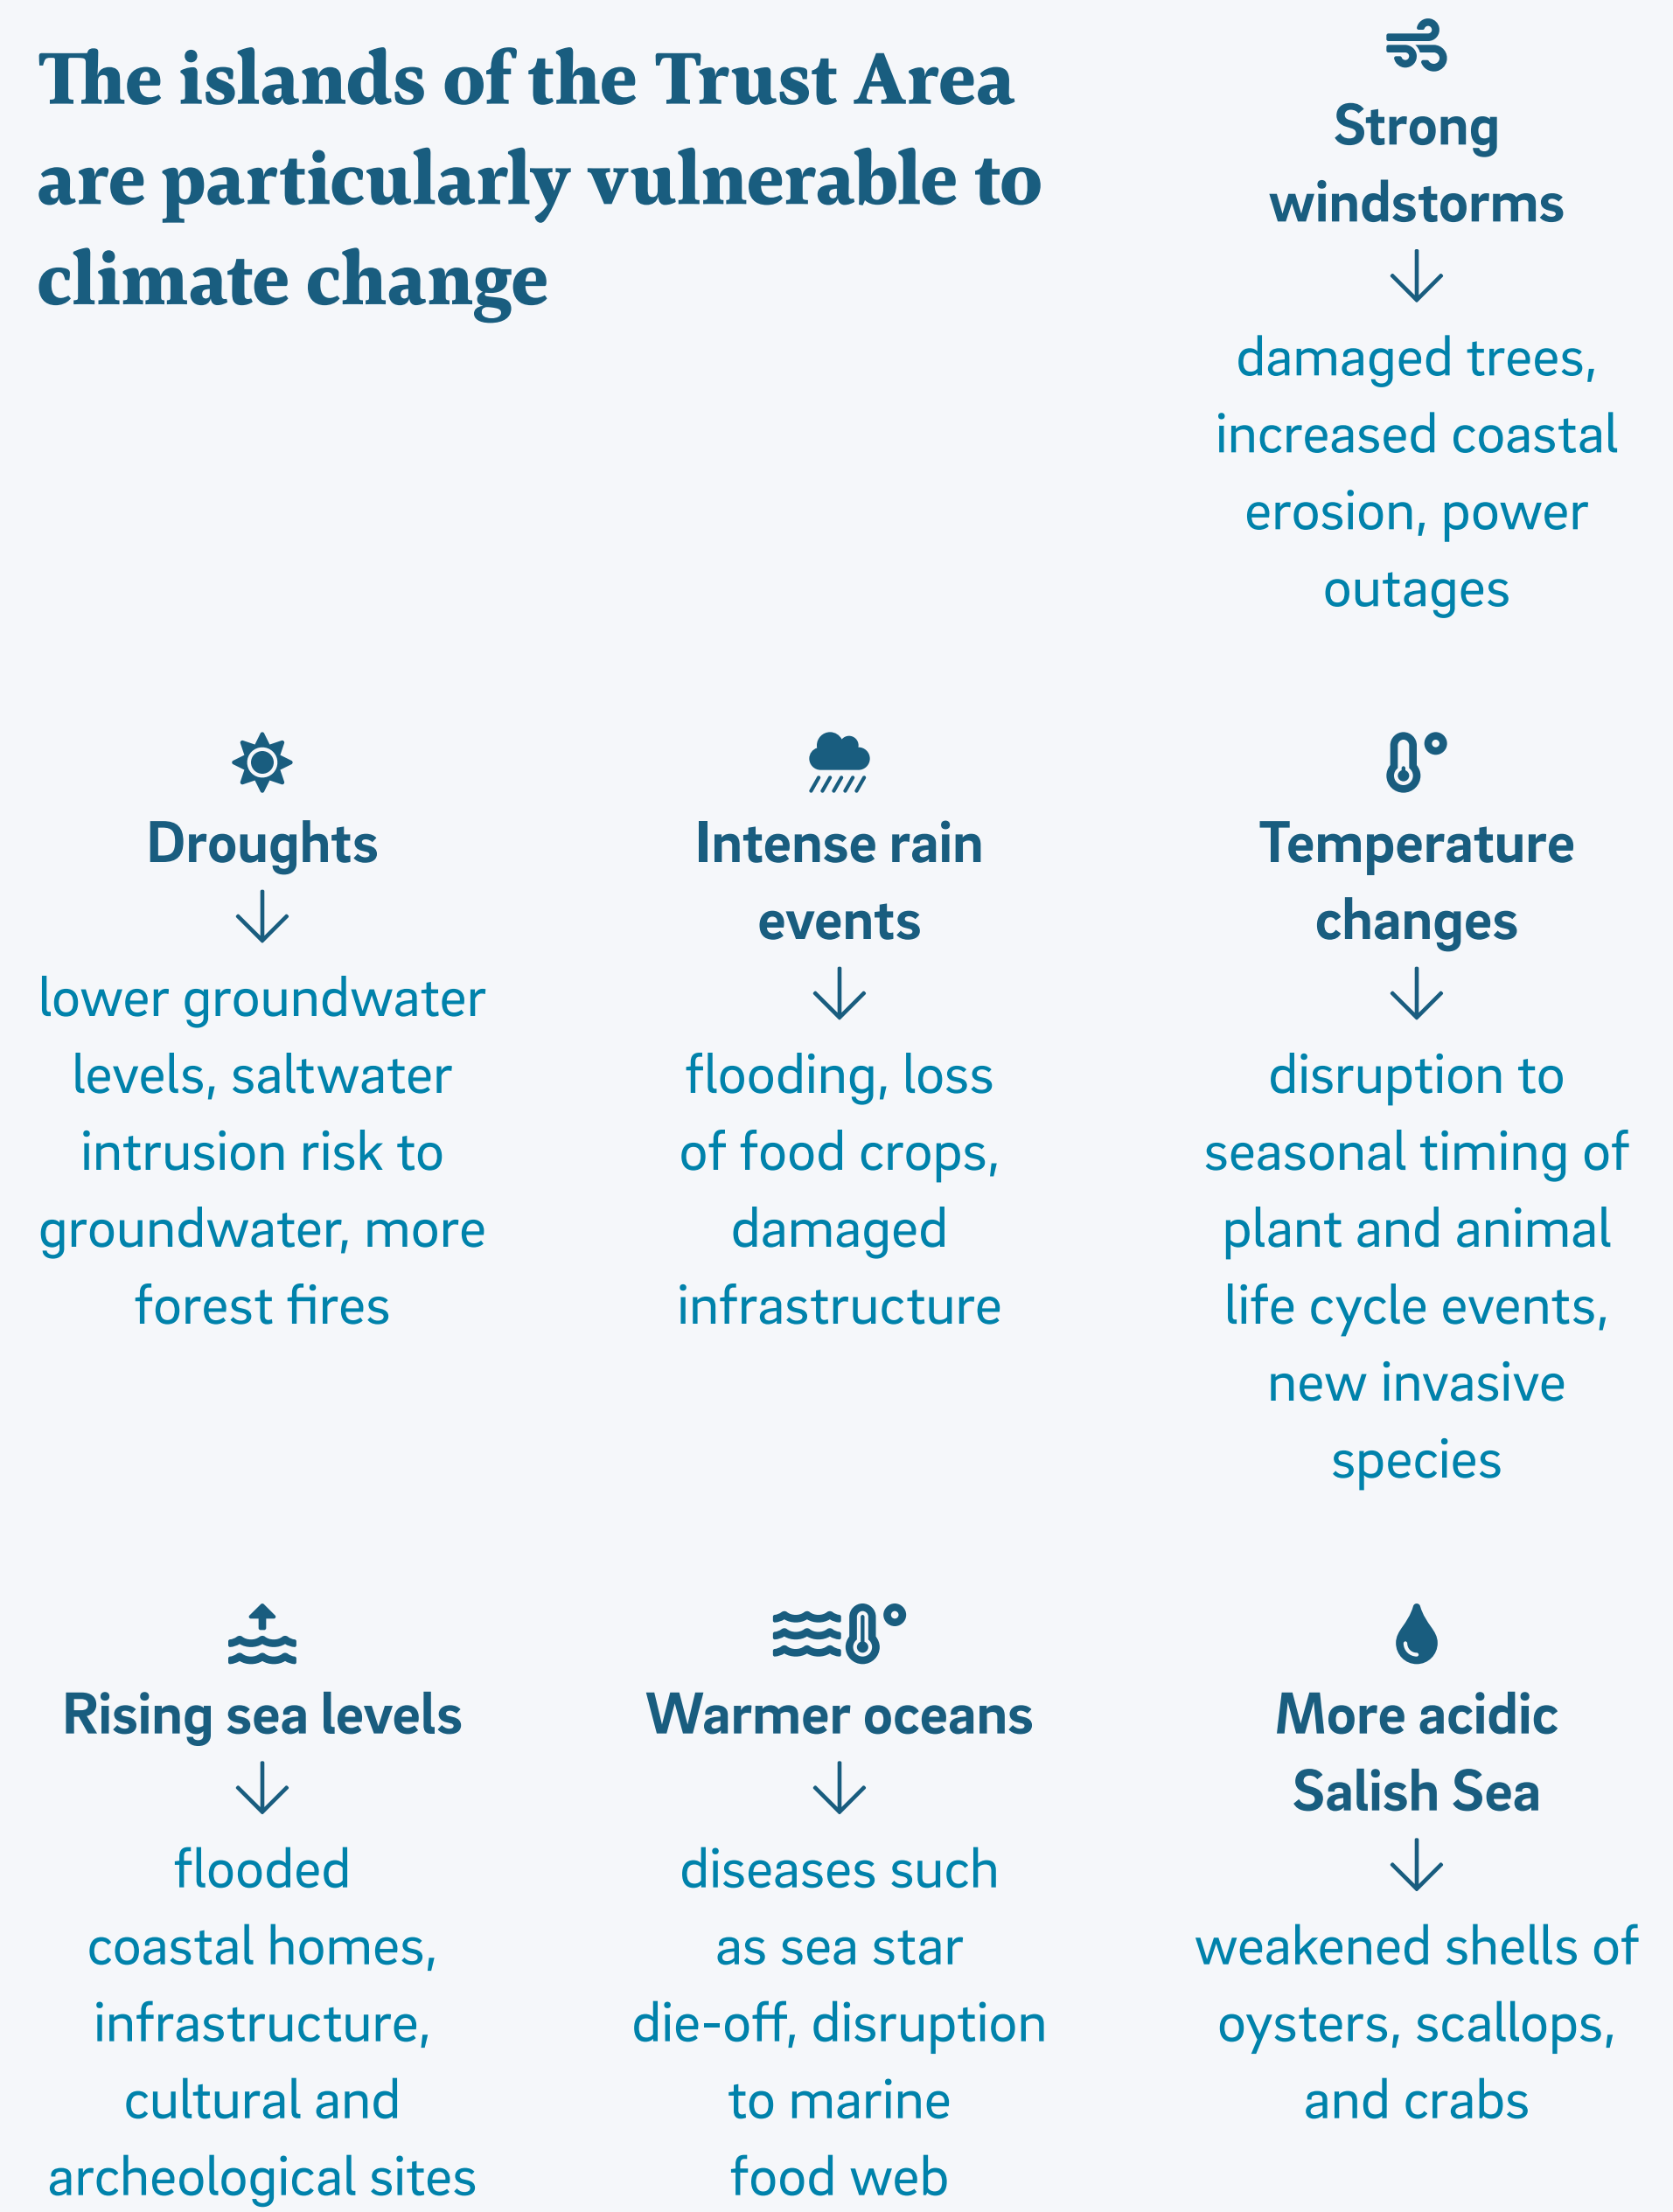 The islands of the Trust Area
are particularly vulnerable to
climate change
Strong
windstorms
damaged trees,
increased coastal
erosion, power
outages
Droughts
lower groundwater
levels, saltwater
intrusion risk to
groundwater, more
forest fires
Intense rain
events
flooding, loss
of food crops,
damaged
infrastructure
Temperature
changes
disruption to
seasonal timing of
plant and animal
life cycle events,
new invasive
species
Rising sea levels
flooded
coastal homes,
infrastructure,
cultural and
archeological sites
Warmer oceans
diseases such
as sea star
die-off, disruption
to marine
food web
More acidic
Salish Sea
weakened shells of
oysters, scallops,
and crabs